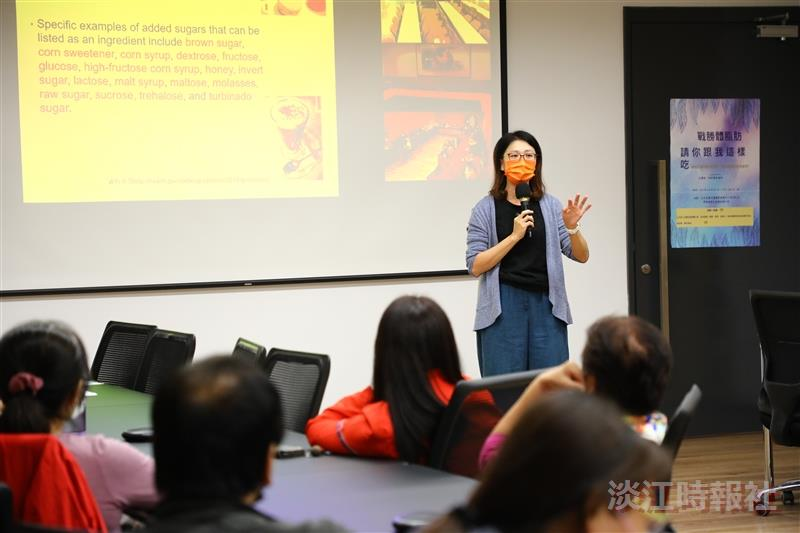 • Specific examples of added sugars that can be
listed as an ingredient include brown sugar,
corn sweetener, corn syrup, dextrose, fructose,
glucose, high-fructose corn syrup, honey, invert
sugar, lactose, malt syrup, maltose, molasses,
raw sugar, sucrose, trehalose, and turbinado
sugar.
戰勝體脂肪
請你跟我這樣
吃
淡江時報社